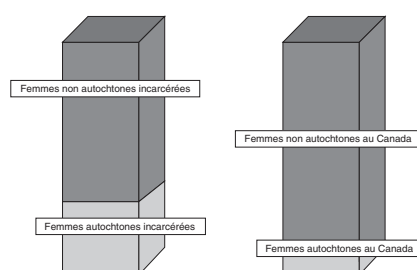 Femmes non autochtones incarcérées
Femmes non autochtones au Canada
Femmes autochtones incarcérées
Femmes autochtones au Canada